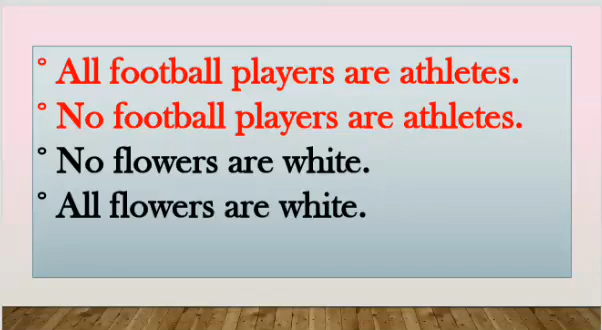 ° All football players are athletes.
° No football players are athletes.
° No flowers are white.
° All flowers are white.